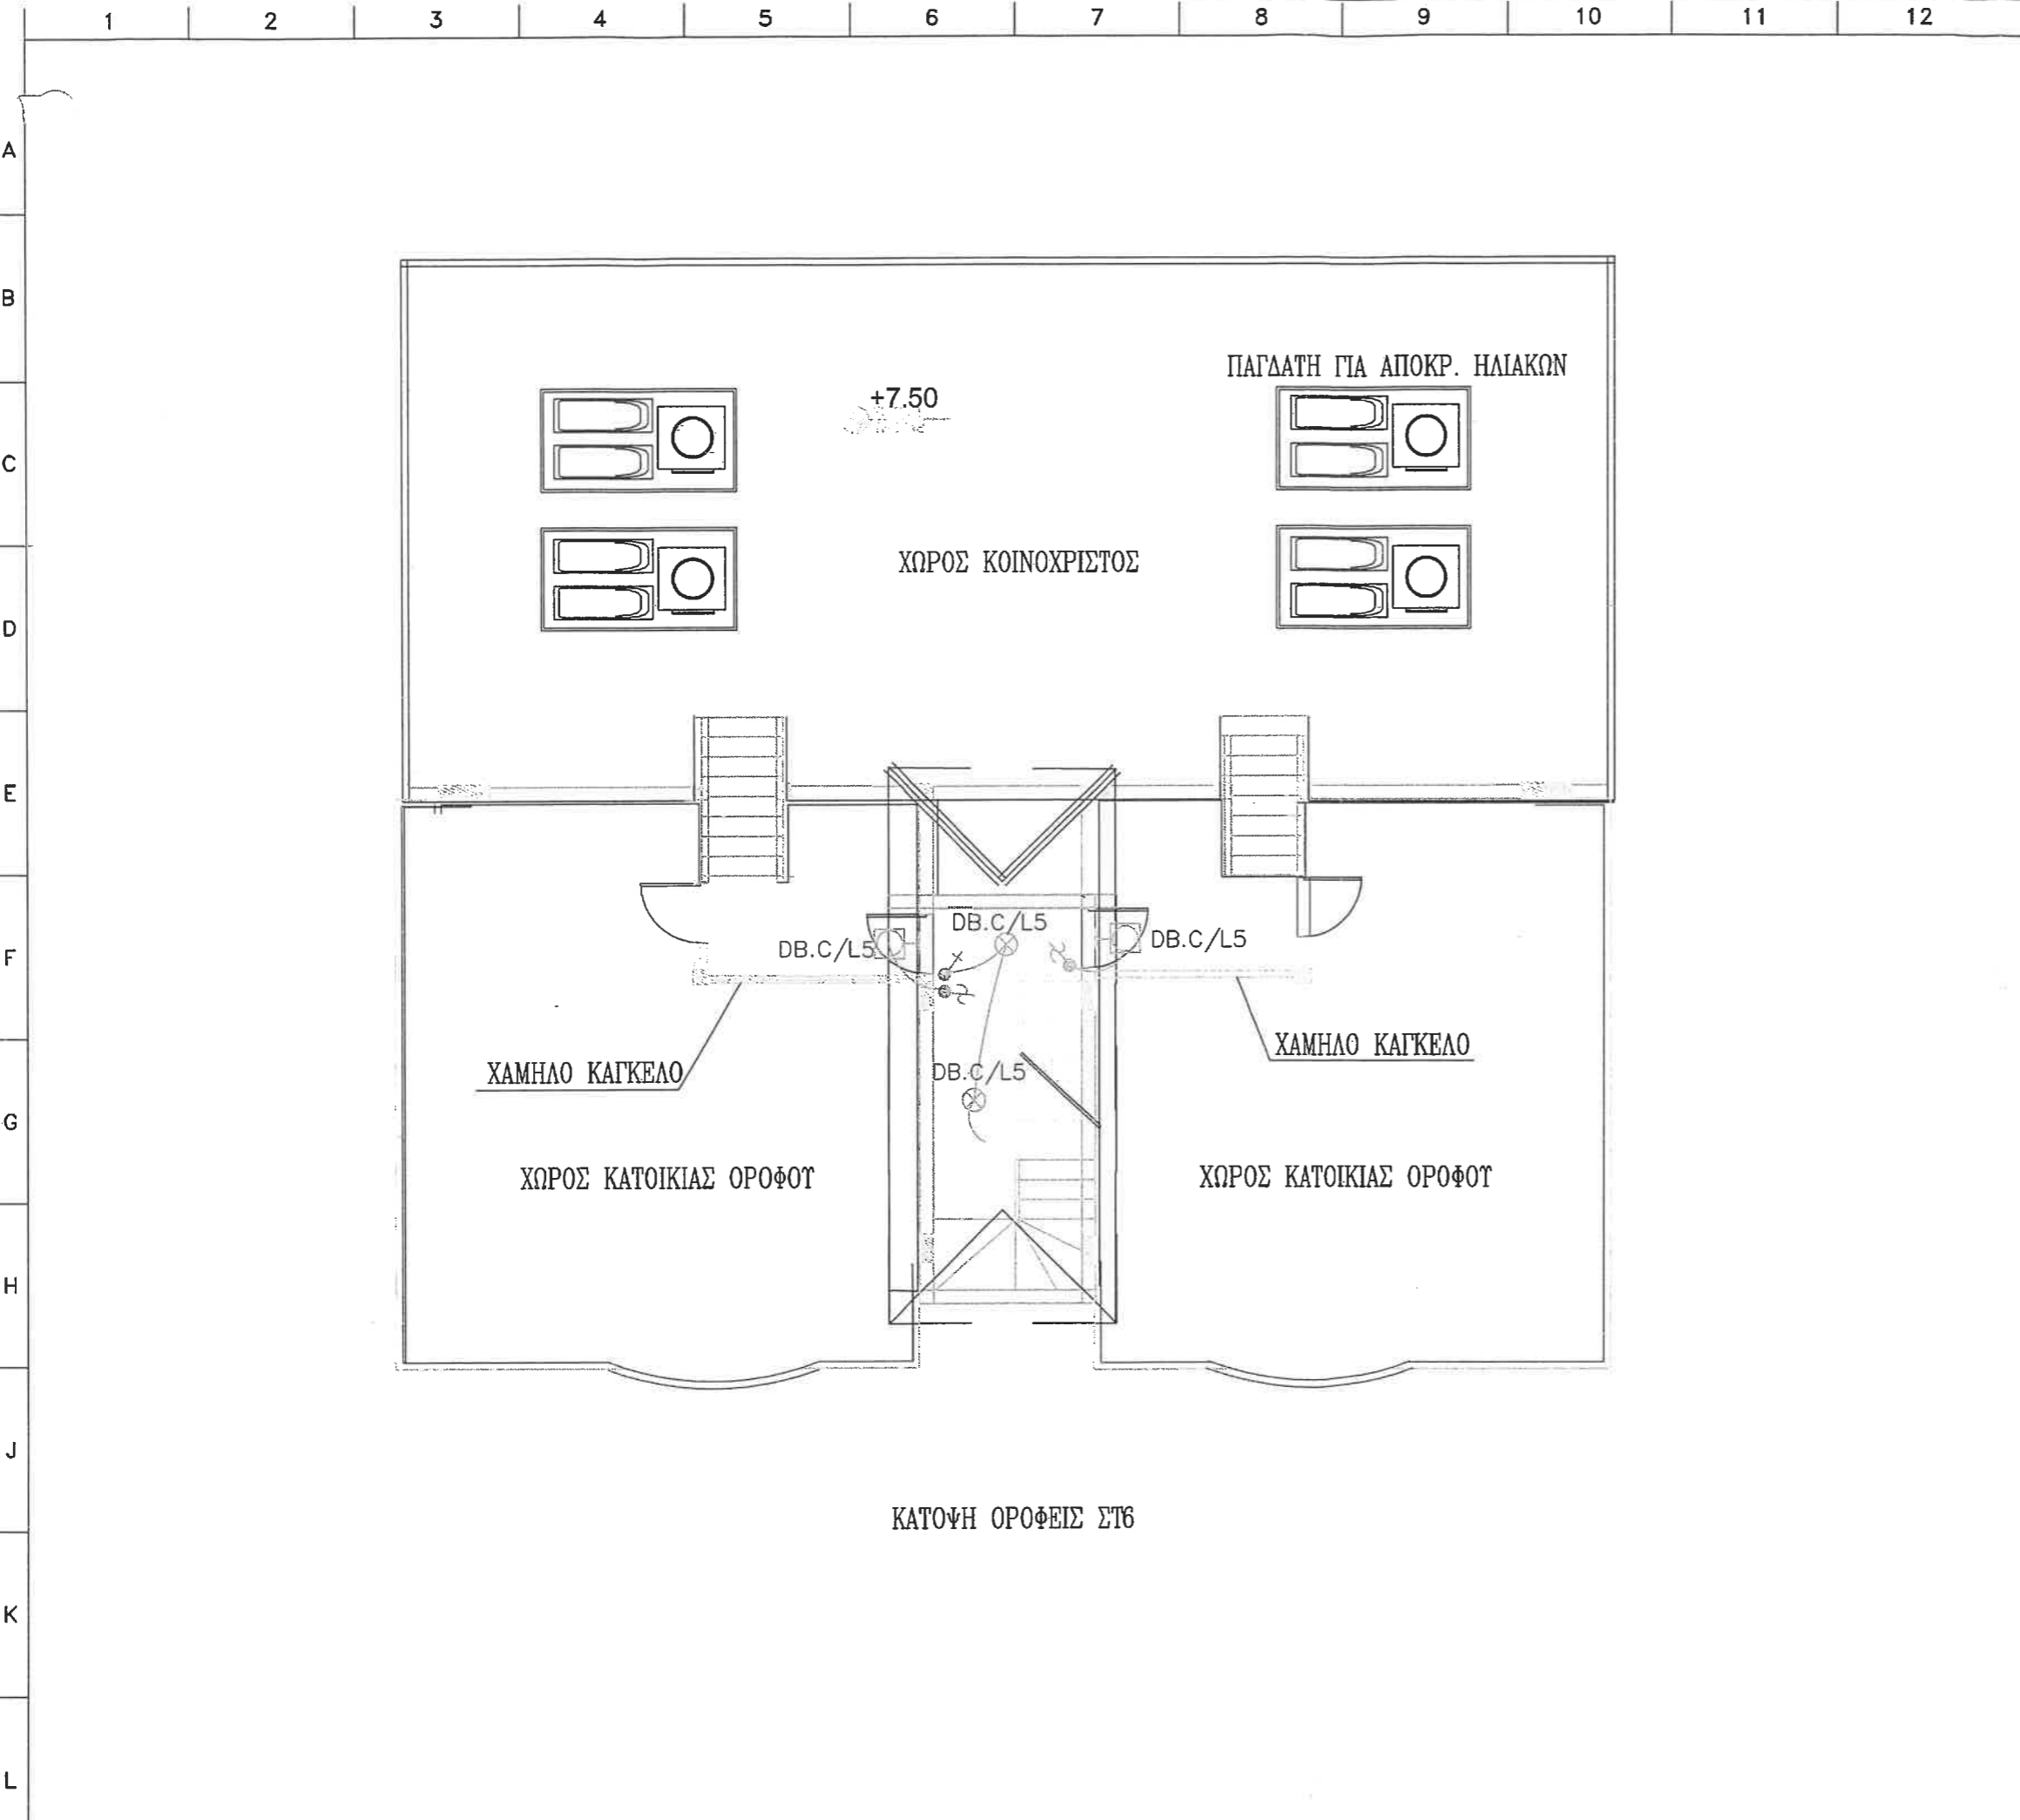 1 2 3 4 5 6 7 8 9 10 11 12
A
B
ΠΑΓΔΑΤΗ ΓΙΑ ΑΠΟΚΡ. ΗΛΙΑΚΩΝ
+7.50
C
ΧΩΡΟΣ ΚΟΙΝΟΧΡΙΣΤΟΣ
D
E
DB.C/L5
DB.C/L5
DB.C/L5
F
ΧΑΜΗΛΟ ΚΑΓΚΕΛΟ
ΧΑΜΗΛΟ ΚΑΓΚΕΛΟ
DB.C/L5
G
ΧΩΡΟΣ ΚΑΤΟΙΚΙΑΣ ΟΡΟΦΟΥ
ΧΩΡΟΣ ΚΑΤΟΙΚΙΑΣ ΟΡΟΦΟΥ
H
J
ΚΑΤΟΨΗ ΟΡΟΦΕΙΣ ΣΤ6
K
L